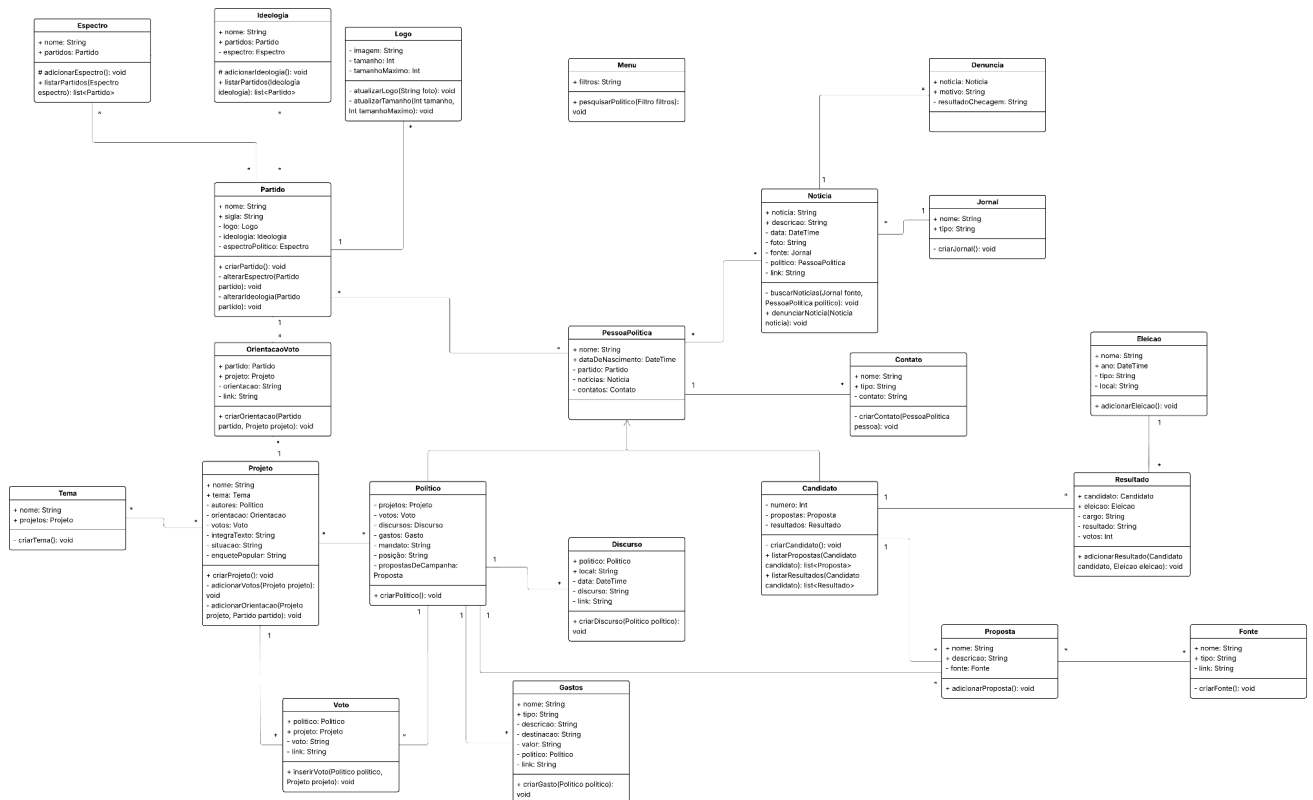 Espectro
+ nome: String
+ partidos: Partido
# adicionarEspectro(): void
+ listarPartidos(Espectro
espectro): list<Partido>
*
Ideologia
+ nome: String
+ partidos: Partido
- espectro: Espectro
# adicionarIdeologia(): void
+ listarPartidos(Ideologia
ideologia): list<Partido>
*
Logo
- imagem: String
- tamanho: Int
- tamanhoMaximo: Int
- atualizarLogo(String foto): void
- atualizarTamanho(Int tamanho,
Int tamanhoMaximo): void
*
Menu
+ filtros: String
+ pesquisarPolitico(Filtro filtros):
void
Denuncia
+ noticia: Noticia
+ motivo: String
- resultadoChecagem: String
*
1
* *
Partido
+ nome: String
+ sigla: String
- logo: Logo
- ideologia: Ideologia
- espectroPolitico: Espectro
+ criarPartido(): void
- alterarEspectro(Partido
partido): void
- alterarIdeologia(Partido
partido): void
1
*
1
*
Noticia
+ noticia: String
+ descricao: String
- data: DateTime
- foto: String
- fonte: Jornal
- politico: PessoaPolitica
- link: String
- buscarNoticias(Jornal fonte,
PessoaPolitica politico): void
+ denunciarNoticia(Noticia
noticia): void
*
*
1
Jornal
+ nome: String
+ tipo: String
- criarJornal(): void
PessoaPolitica
+ nome: String
+ dataDeNascimento: DateTime
- partido: Partido
- noticias: Noticia
- contatos: Contato
*
*
1
*
Contato
+ nome: String
+ tipo: String
- contato: String
- criarContato(PessoaPolitica
pessoa): void
Eleicao
+ nome: String
+ ano: DateTime
- tipo: String
- local: String
+ adicionarEleicao(): void
1
*
OrientacaoVoto
+ partido: Partido
+ projeto: Projeto
- orientacao: String
- link: String
+ criarOrientacao(Partido
partido, Projeto projeto): void
*
1
Tema
+ nome: String
+ projetos: Projeto
- criarTema(): void
*
*
Projeto
+ nome: String
+ tema: Tema
- autores: Politico
- orientacao: Orientacao
- votos: Voto
- integraTexto: String
- situacao: String
- enquetePopular: String
+ criarProjeto(): void
- adicionarVotos(Projeto projeto):
void
- adicionarOrientacao(Projeto
projeto, Partido partido): void
*
*
1
Político
- projetos: Projeto
- votos: Voto
- discursos: Discurso
- gastos: Gasto
- mandato: String
- posição: String
- propostasDeCampanha:
Proposta
+ criarPolitico(): void
1
1
1
1
*
Discurso
+ politico: Politico
+ local: String
- data: DateTime
- discurso: String
- link: String
+ criarDiscurso(Politico politico):
void
Candidato
- numero: Int
- propostas: Proposta
- resultados: Resultado
- criarCandidato(): void
+ listarPropostas(Candidato
candidato): list<Proposta>
+ listarResultados(Candidato
candidato): list<Resultado>
1
1
*
Resultado
+ candidato: Candidato
+ eleicao: Eleicao
- cargo: String
- resultado: String
- votos: Int
+ adicionarResultado(Candidato
candidato, Eleicao eleicao): void
*
*
Proposta
+ nome: String
+ descricao: String
- fonte: Fonte
+ adicionarProposta(): void
*
*
Fonte
+ nome: String
+ tipo: String
- link: String
- criarFonte(): void
Voto
+ politico: Politico
+ projeto: Projeto
- voto: String
- link: String
+ inserirVoto(Politico politico,
Projeto projeto): void
*
*
*
Gastos
+ nome: String
+ tipo: String
- descricao: String
- destinacao: String
- valor: String
- politico: Politico
- link: String
+ criarGasto(Politico politico):
void